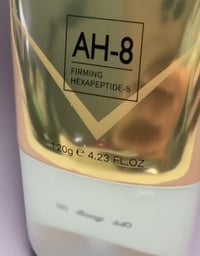 AH-8
FIRMING
HEXAPEPTIDE-8
120g ℮ 4.23 FL.OZ